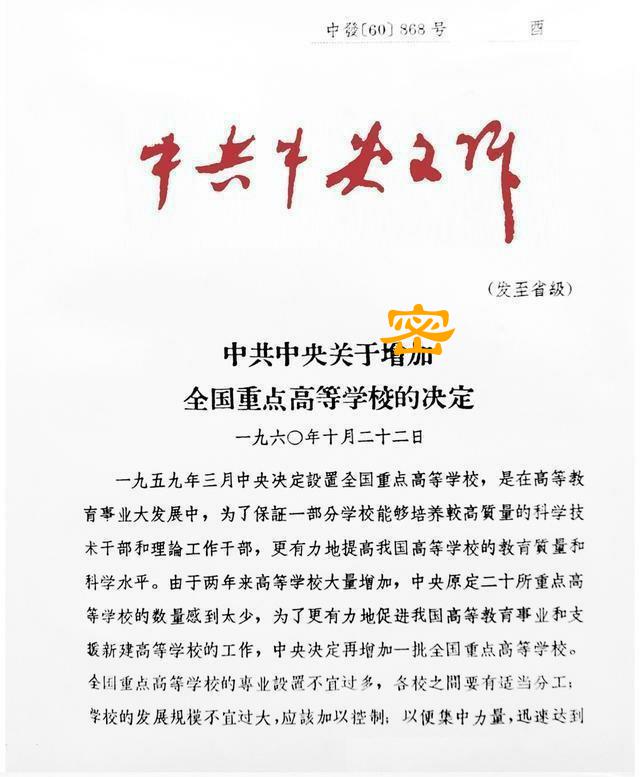 中發〔60〕868号 酉
中共中央文件
(发至省級)
密
中共中央关于增加
全国重点高等学校的决定
一九六〇年十月二十二日
一九五九年三月中央决定設置全国重点高等学校，是在高等教
育事业大发展中，为了保証一部分学校能够培养較高質量的科学技
术干部和理論工作干部，更有力地提高我国高等学校的教育質量和
科学水平。由于两年来高等学校大量增加，中央原定二十所重点高
等学校的数量感到太少，为了更有力地促进我国高等教育事业和支
援新建高等学校的工作，中央决定再增加一批全国重点高等学校。
全国重点高等学校的专业設置不宜过多，各校之間要有适当分工；
学校的发展规模不宜过大，应該加以控制；以便集中力量，迅速达到